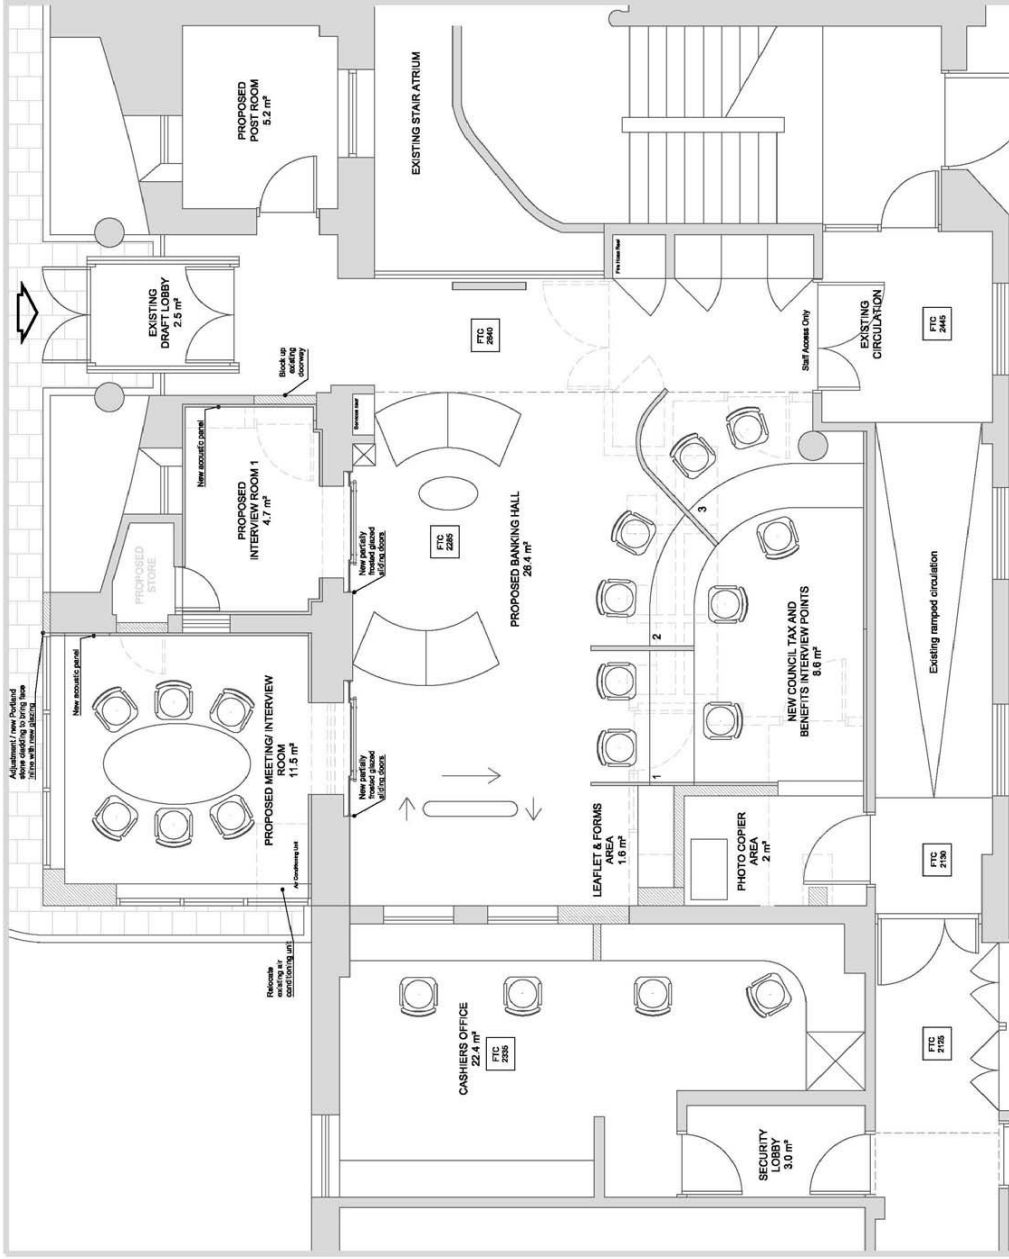 PROPOSED
POST ROOM
5.2 m²
EXISTING STAIR ATRIUM
EXISTING
DRAFT LOBBY
2.5 m²
Block up
existing
doorway
FTC
2640
Fire Hose Reel
Staff Access Only
EXISTING
CIRCULATION
FTC
2445
New acoustic panel
PROPOSED
INTERVIEW ROOM 1
4.7 m²
PROPOSED
STORE
New partially
frosted glazed
sliding doors
FTC
2285
PROPOSED BANKING HALL
26.4 m²
3
2
1
NEW COUNCIL TAX AND
BENEFITS INTERVIEW POINTS
8.6 m²
Existing ramped circulation
Adjustment / new Portland
stone cladding to bring face
inline with new glazing
New acoustic panel
PROPOSED MEETING/ INTERVIEW
ROOM
11.5 m²
Air Conditioning Unit
New partially
frosted glazed
sliding doors
LEAFLET & FORMS
AREA
1.6 m²
PHOTO COPIER
AREA
2 m²
FTC
2130
Relocate
existing air
conditioning unit
CASHIERS OFFICE
22.4 m²
FTC
2335
FTC
2125
SECURITY
LOBBY
3.0 m²